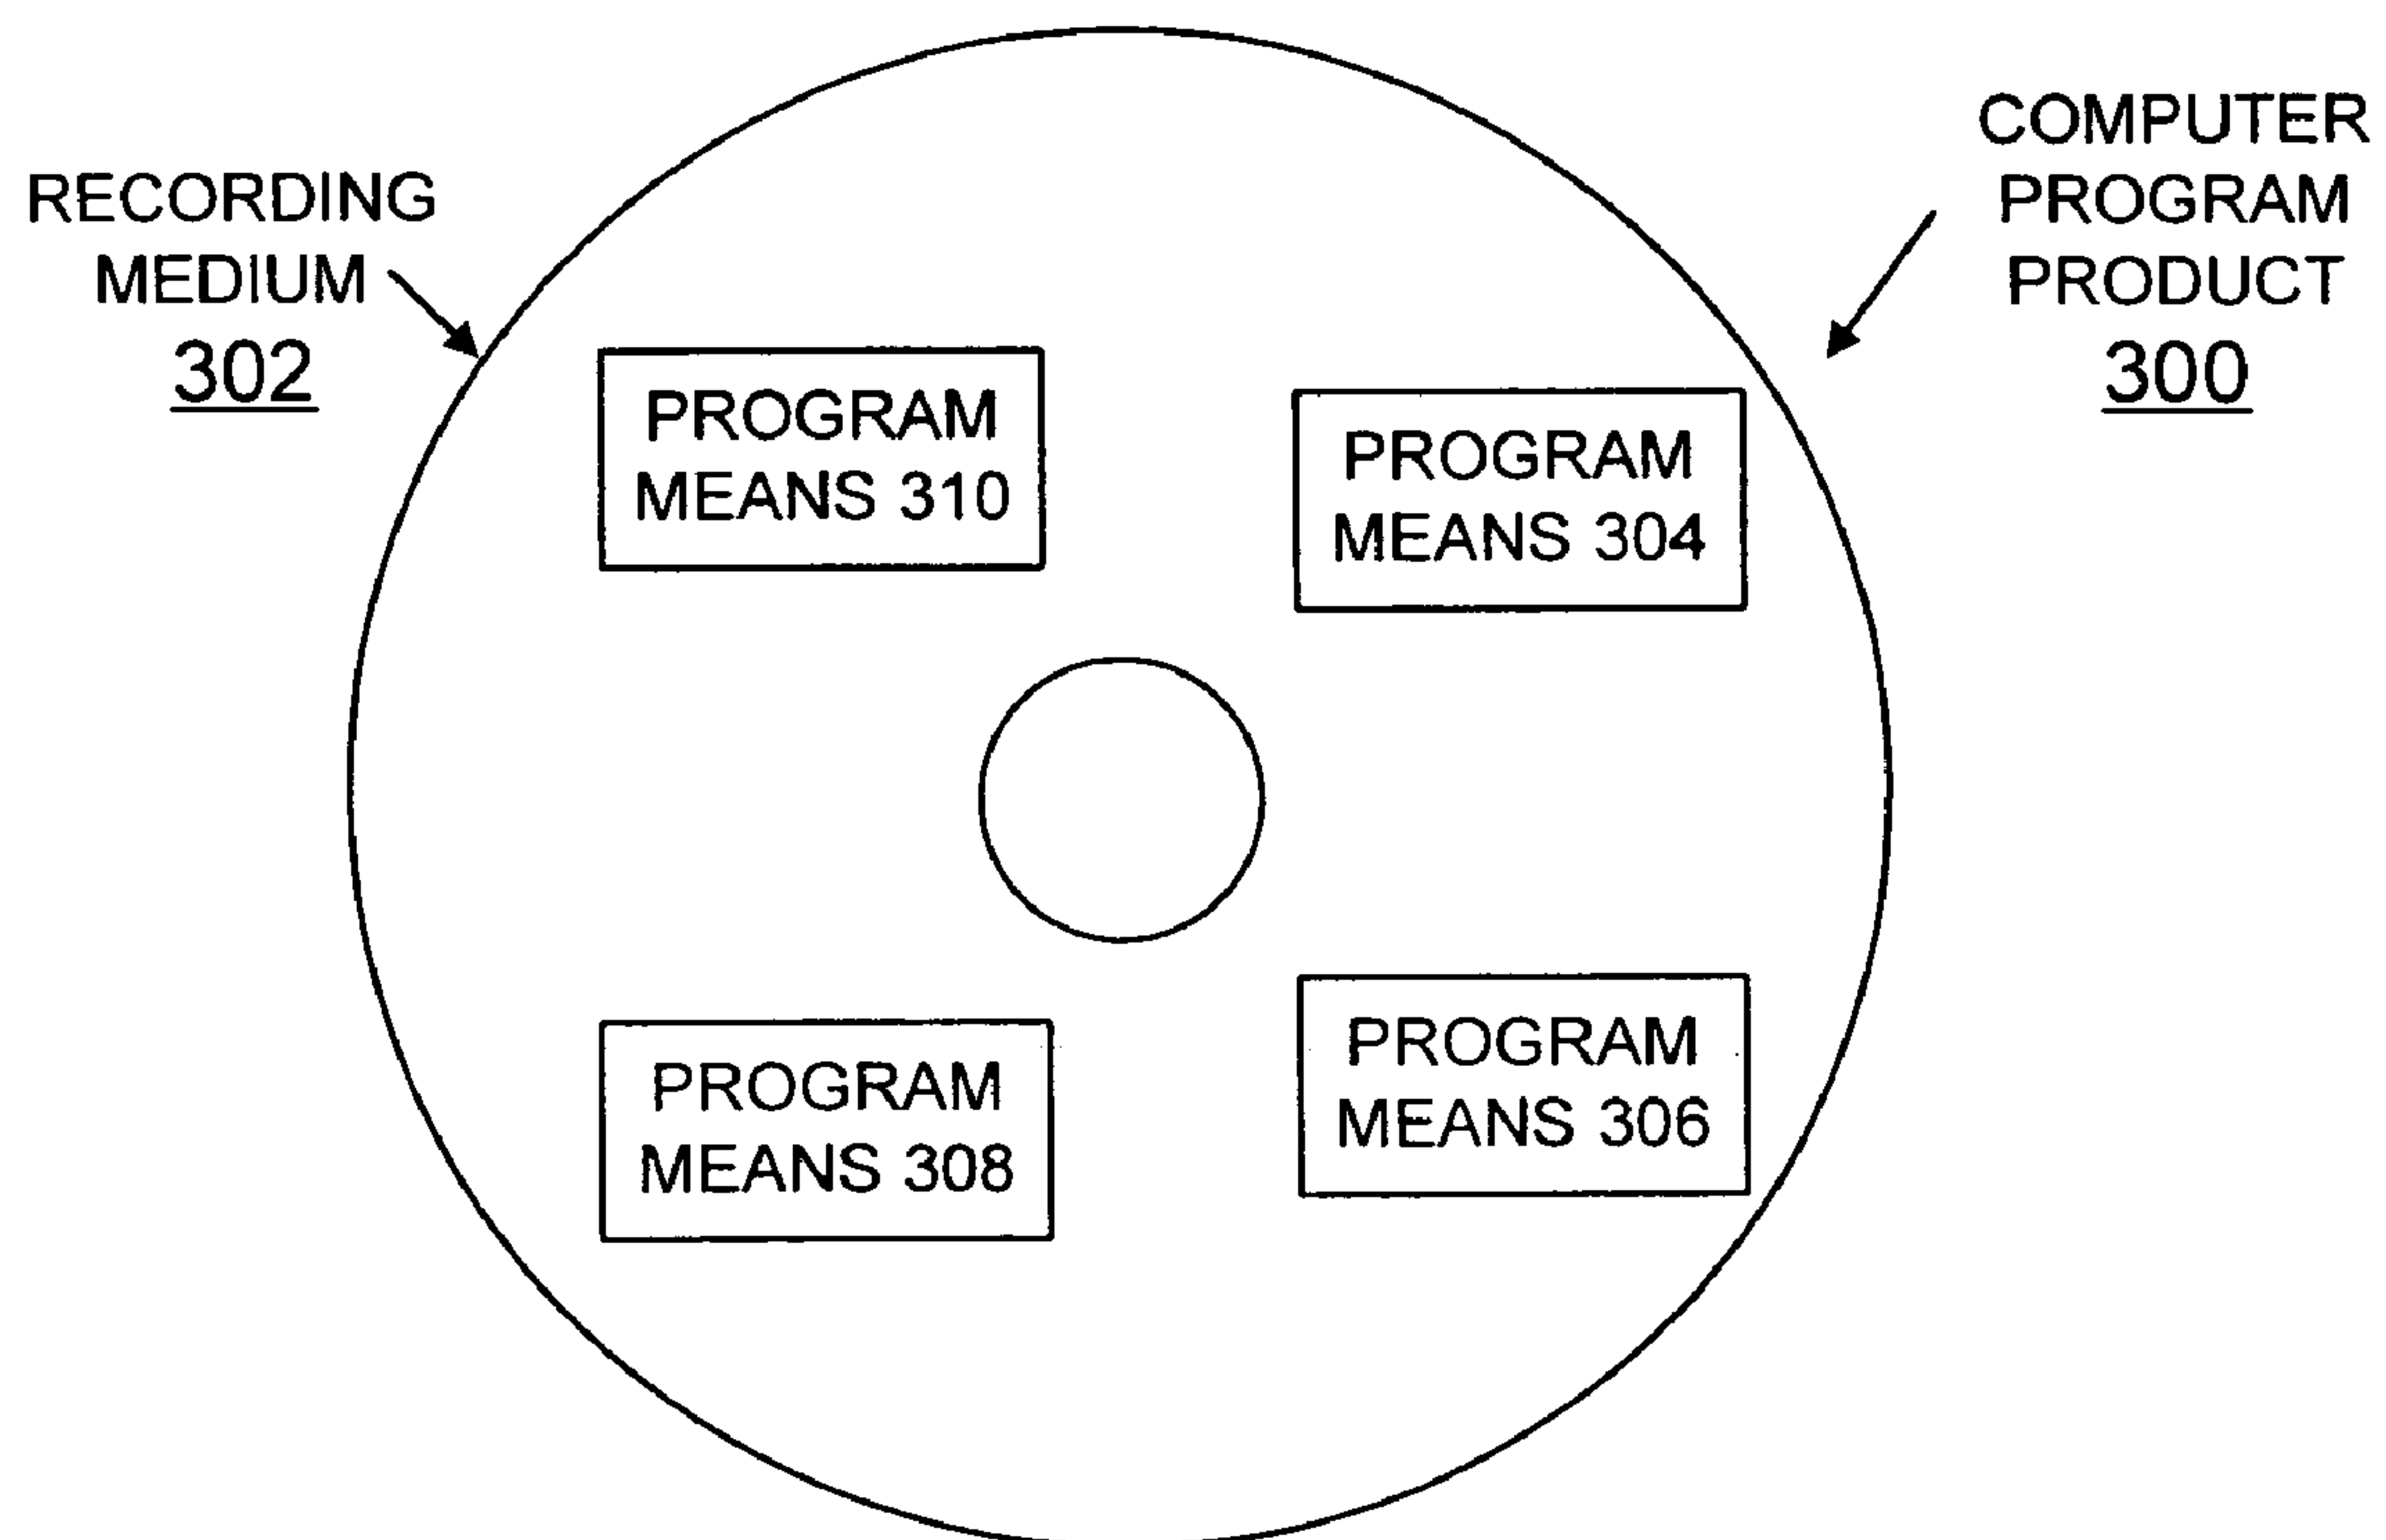 RECORDING
MEDIUM
302
COMPUTER
PROGRAM
PRODUCT
300
PROGRAM
MEANS 310
PROGRAM
MEANS 304
PROGRAM
MEANS 308
PROGRAM
MEANS 306